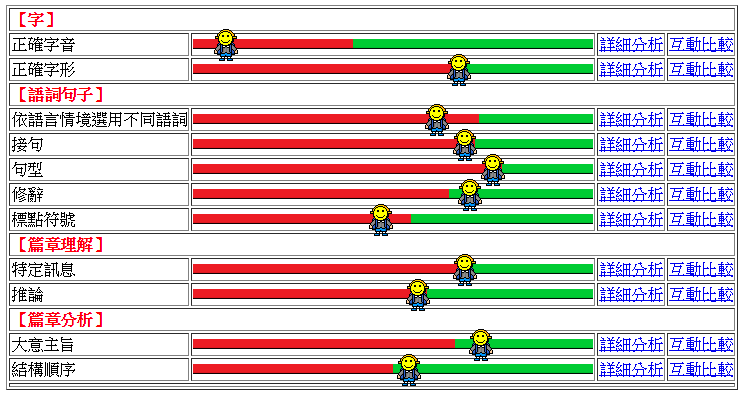 【字】
正確字音 詳細分析 互動比較
正確字形 詳細分析 互動比較
【語詞句子】
依語言情境選用不同語詞 詳細分析 互動比較
接句 詳細分析 互動比較
句型 詳細分析 互動比較
修辭 詳細分析 互動比較
標點符號 詳細分析 互動比較
【篇章理解】
特定訊息 詳細分析 互動比較
推論 詳細分析 互動比較
【篇章分析】
大意主旨 詳細分析 互動比較
結構順序 詳細分析 互動比較